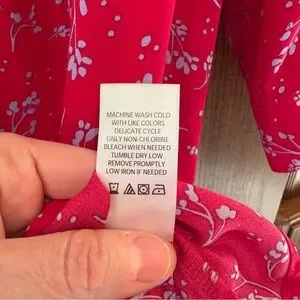 MACHINE WASH COLD
WITH LIKE COLORS
DELICATE CYCLE
ONLY NON-CHLORINE
BLEACH WHEN NEEDED
TUMBLE DRY LOW
REMOVE PROMPTLY
LOW IRON IF NEEDED